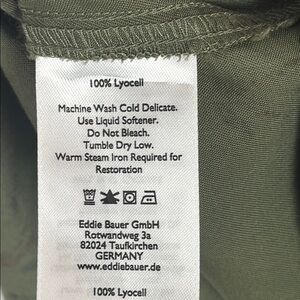 100% Lyocell
Machine Wash Cold Delicate.
Use Liquid Softener.
Do Not Bleach.
Tumble Dry Low.
Warm Steam Iron Required for
Restoration
Eddie Bauer GmbH
Rotwandweg 3a
82024 Taufkirchen
GERMANY
www.eddiebauer.de
100% Lyocell